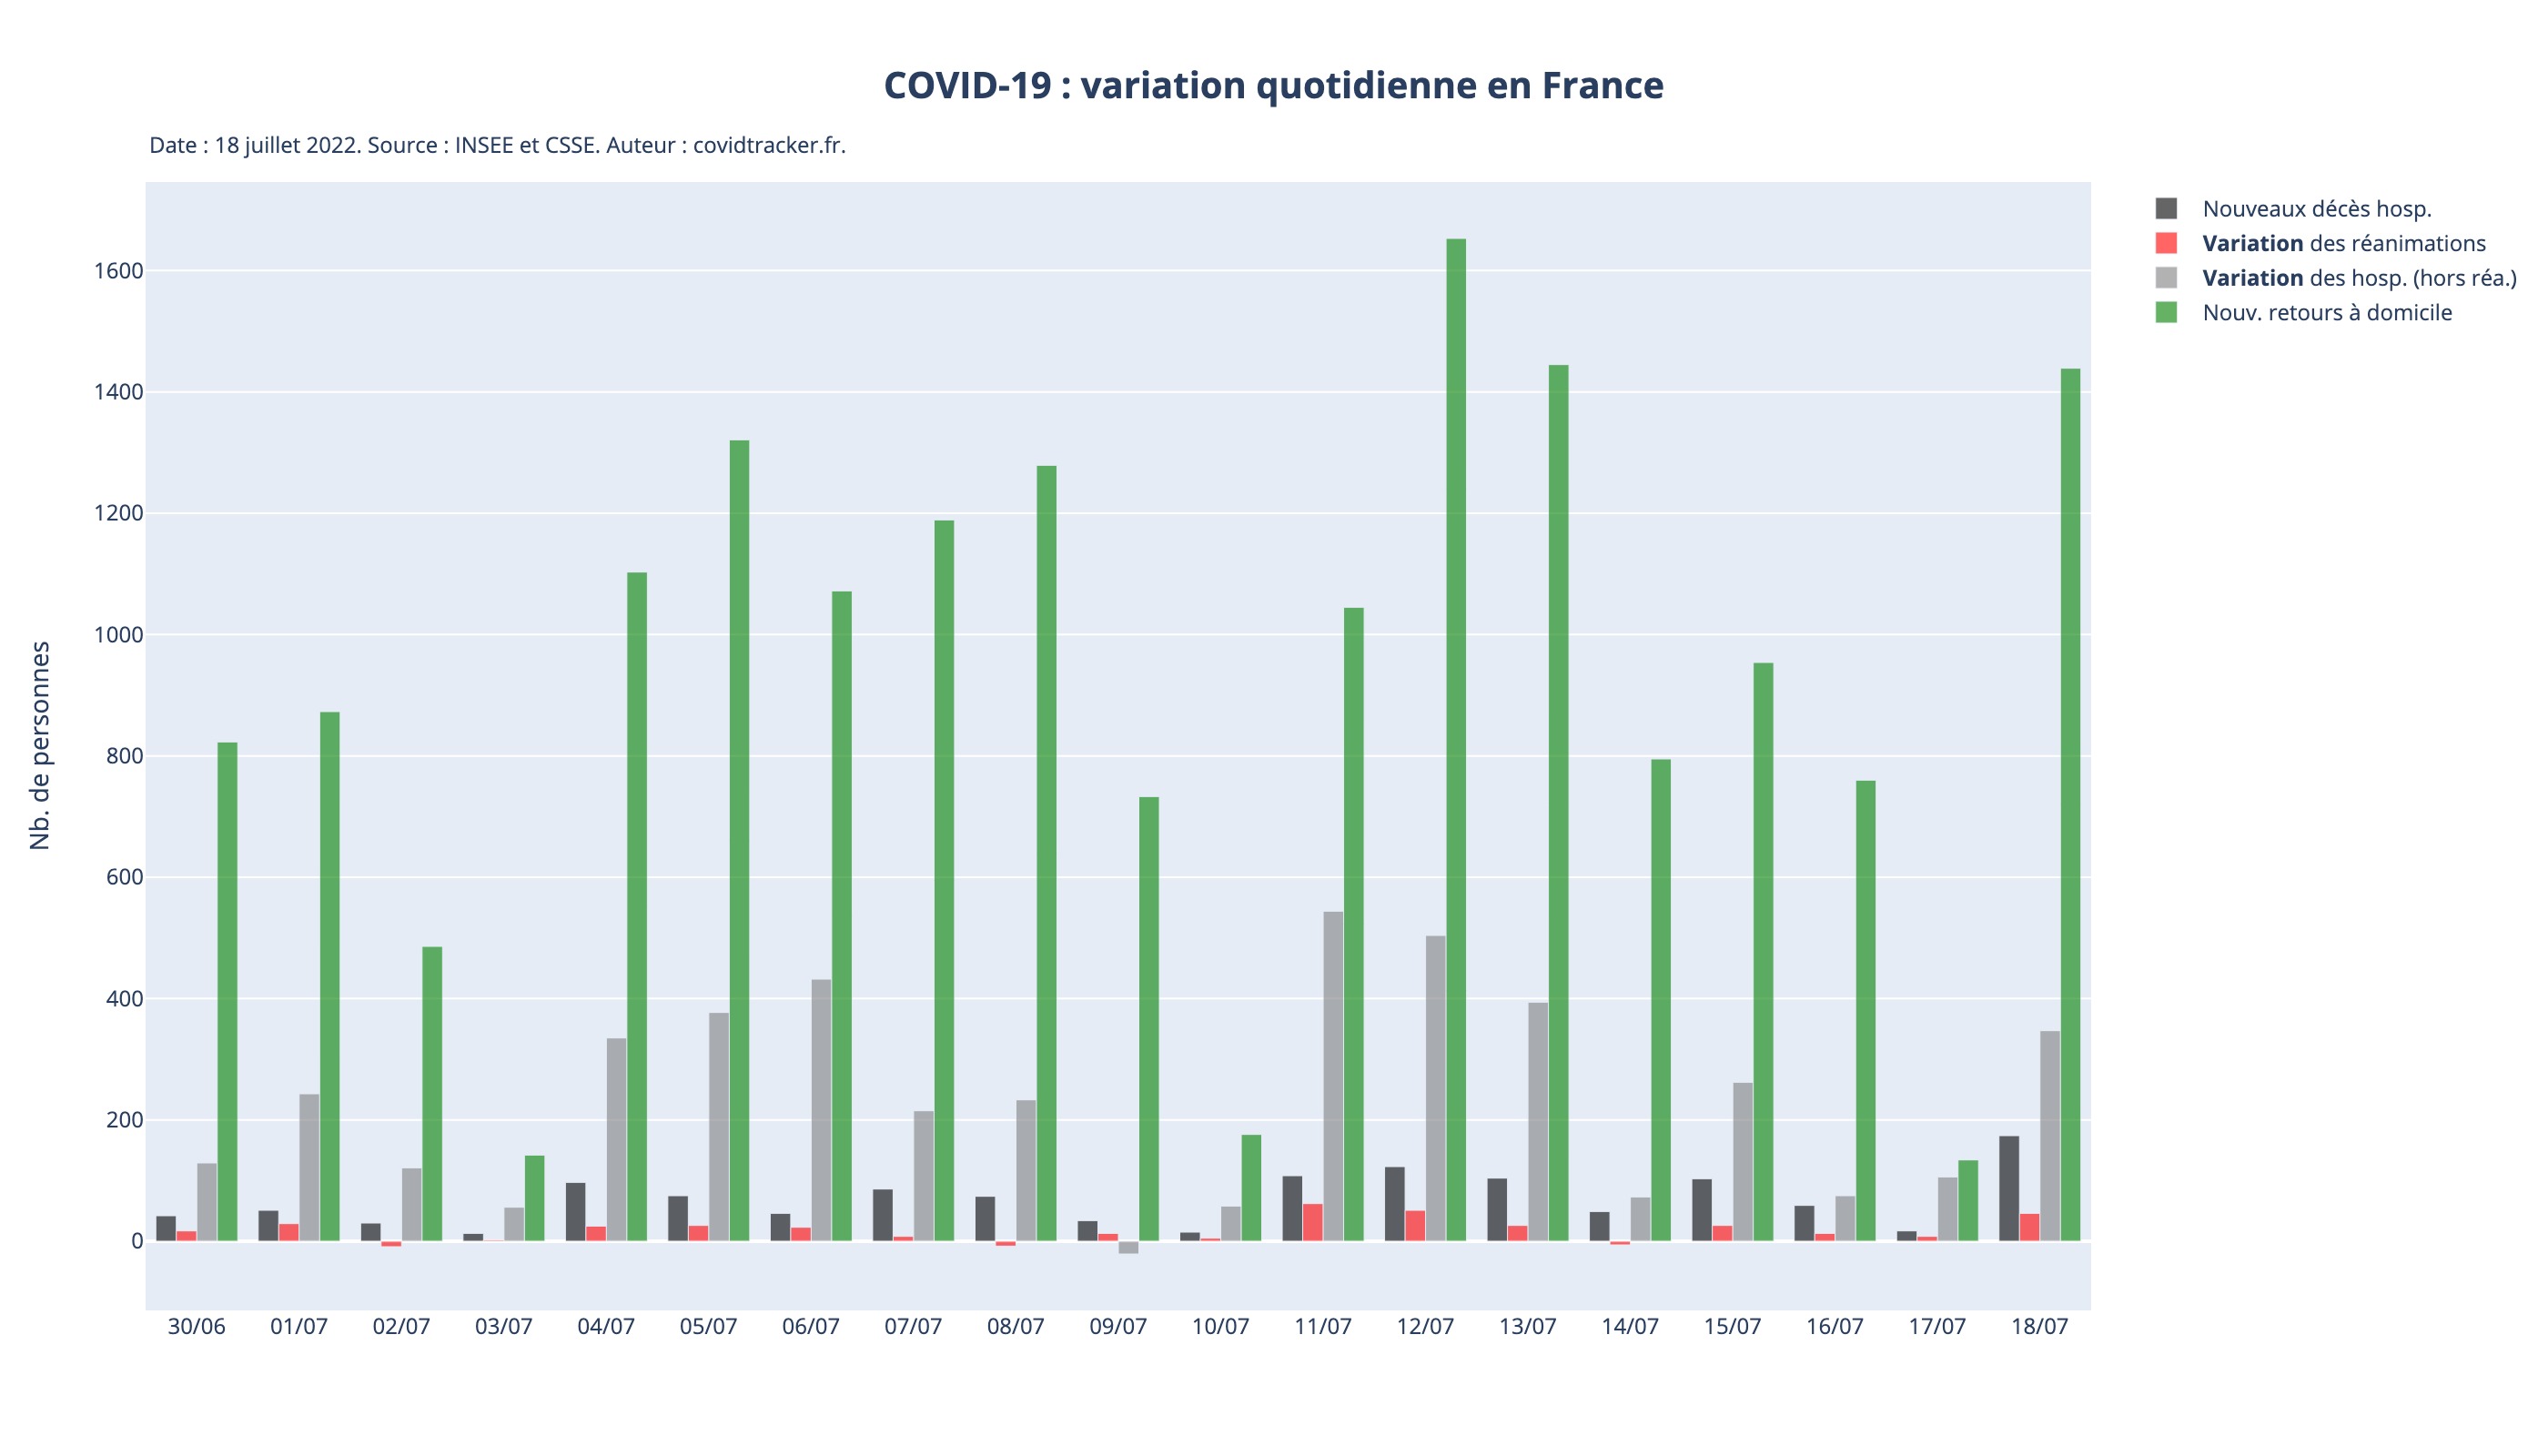 COVID-19 : variation quotidienne en France
Date : 18 juillet 2022. Source : INSEE et CSSE. Auteur : covidtracker.fr.
Nouveaux décès hosp.
Variation des réanimations
Variation des hosp. (hors réa.)
Nouv. retours à domicile
Nb. de personnes
1600
1400
1200
1000
800
600
400
200
0
30/06 01/07 02/07 03/07 04/07 05/07 06/07 07/07 08/07 09/07 10/07 11/07 12/07 13/07 14/07 15/07 16/07 17/07 18/07